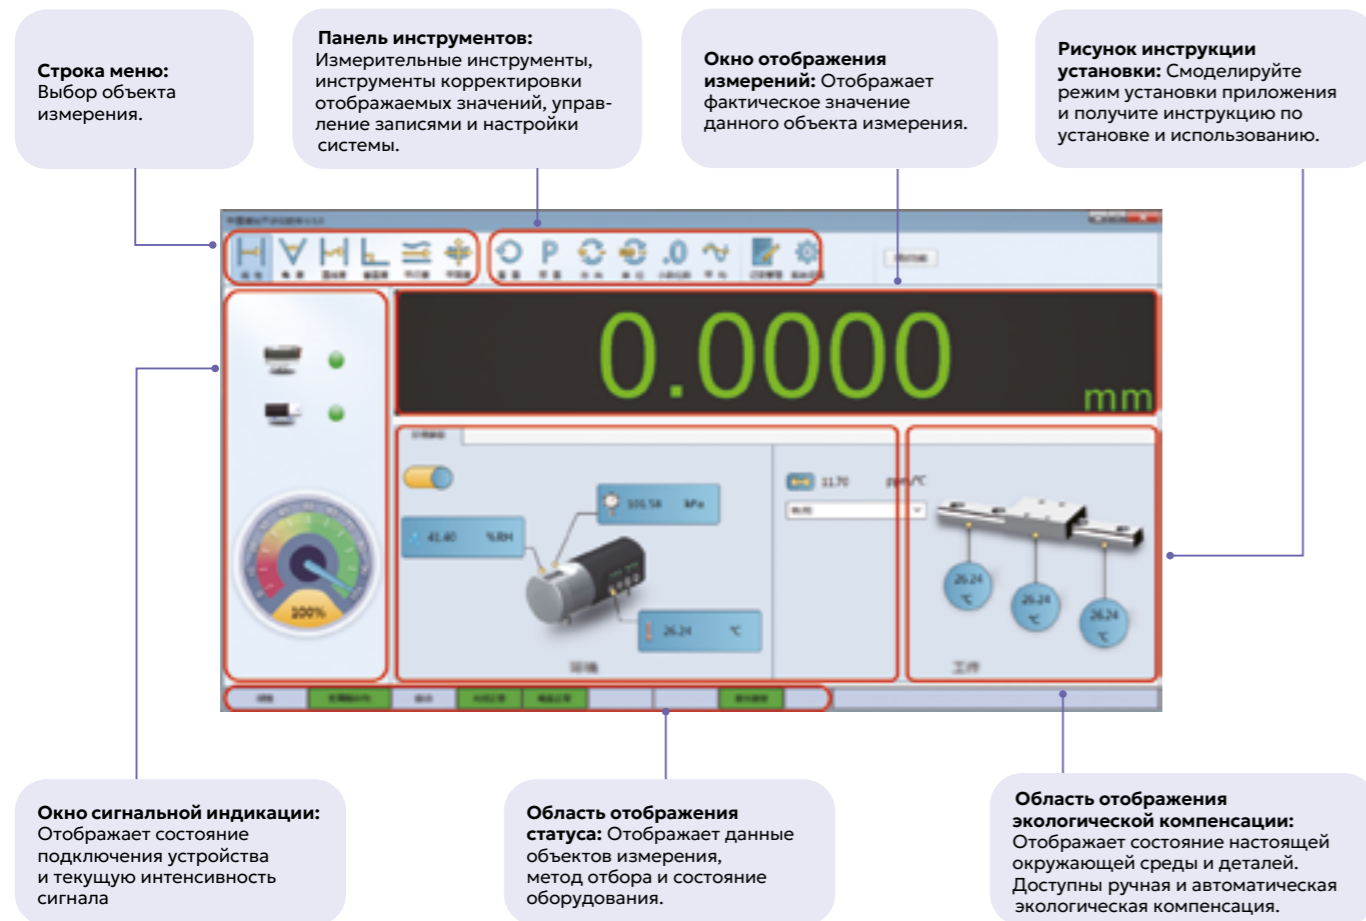 Строка меню:
Выбор объекта
измерения.
Панель инструментов:
Измерительные инструменты,
инструменты корректировки
отображаемых значений, управ-
ление записями и настройки
системы.
Окно отображения
измерений: Отображает
фактическое значение
данного объекта измерения.
Рисунок инструкции
установки: Смоделируйте
режим установки приложения
и получите инструкцию по
установке и использованию.
P
.0
0.0000
mm
11.70 ppm/℃
101.58 kPa
41.40 %RH
26.24
℃
26.24
℃
26.24
℃
100%
26.24 ℃
环境
工件
Окно сигнальной индикации:
Отображает состояние
подключения устройства
и текущую интенсивность
сигнала
Область отображения
статуса: Отображает данные
объектов измерения,
метод отбора и состояние
оборудования.
Область отображения
экологической компенсации:
Отображает состояние настоящей
окружающей среды и деталей.
Доступны ручная и автоматическая
экологическая компенсация.